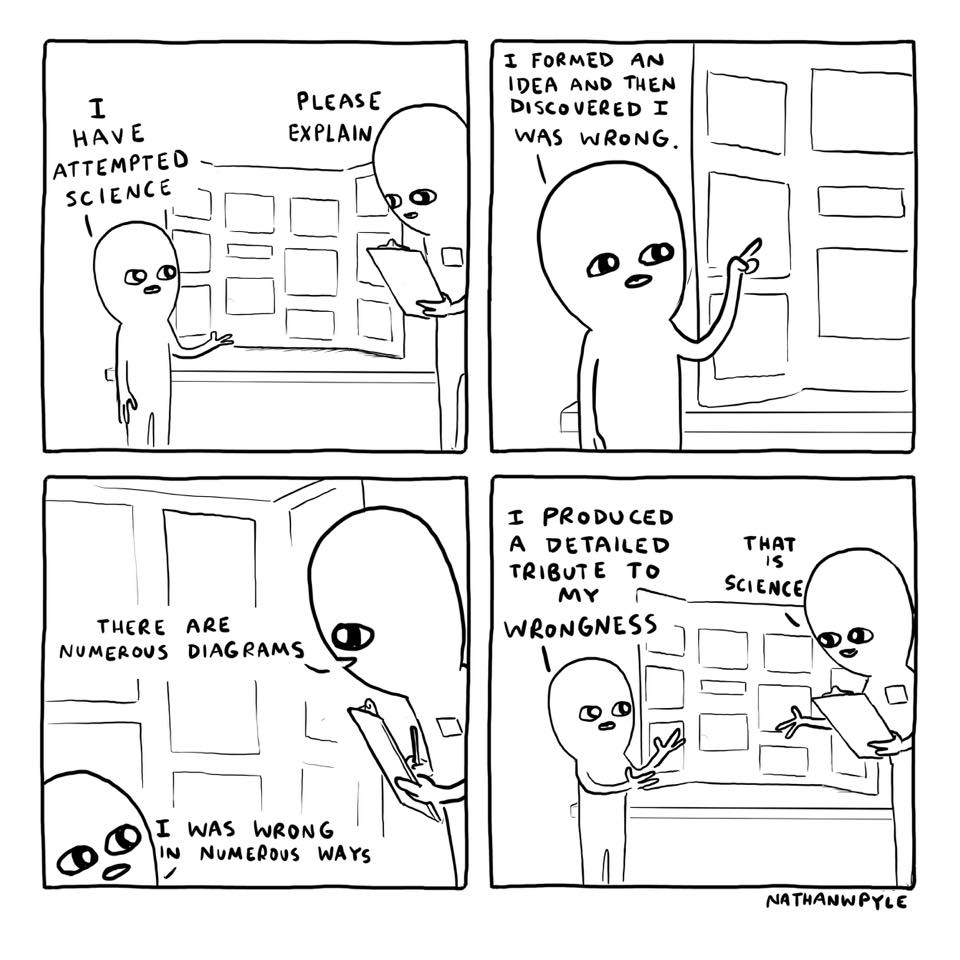 I
HAVE
ATTEMPTED
SCIENCE
PLEASE
EXPLAIN
I FORMED AN
IDEA AND THEN
DISCOVERED I
WAS WRONG.
THERE ARE
NUMEROUS DIAGRAMS
I WAS WRONG
IN NUMEROUS WAYS
I PRODUCED
A DETAILED
TRIBUTE TO
MY
WRONGNESS
THAT
IS
SCIENCE
NATHANWPYLE